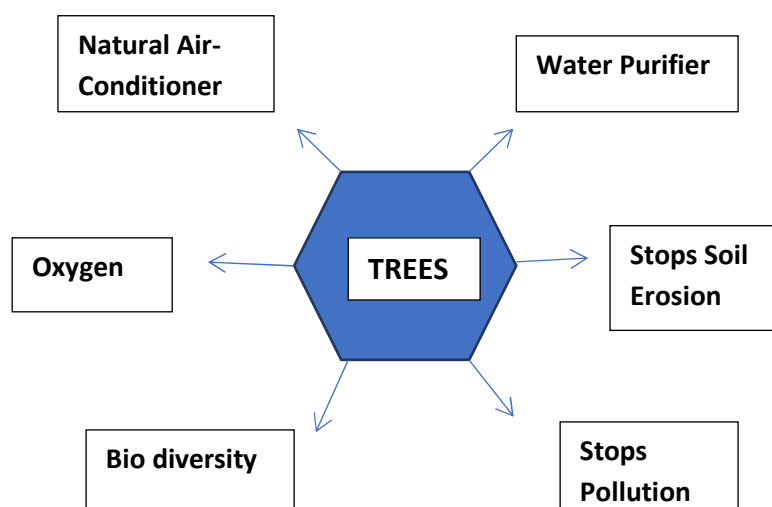 Natural Air-
Conditioner
Water Purifier
Oxygen
TREES
Stops Soil
Erosion
Bio diversity
Stops
Pollution